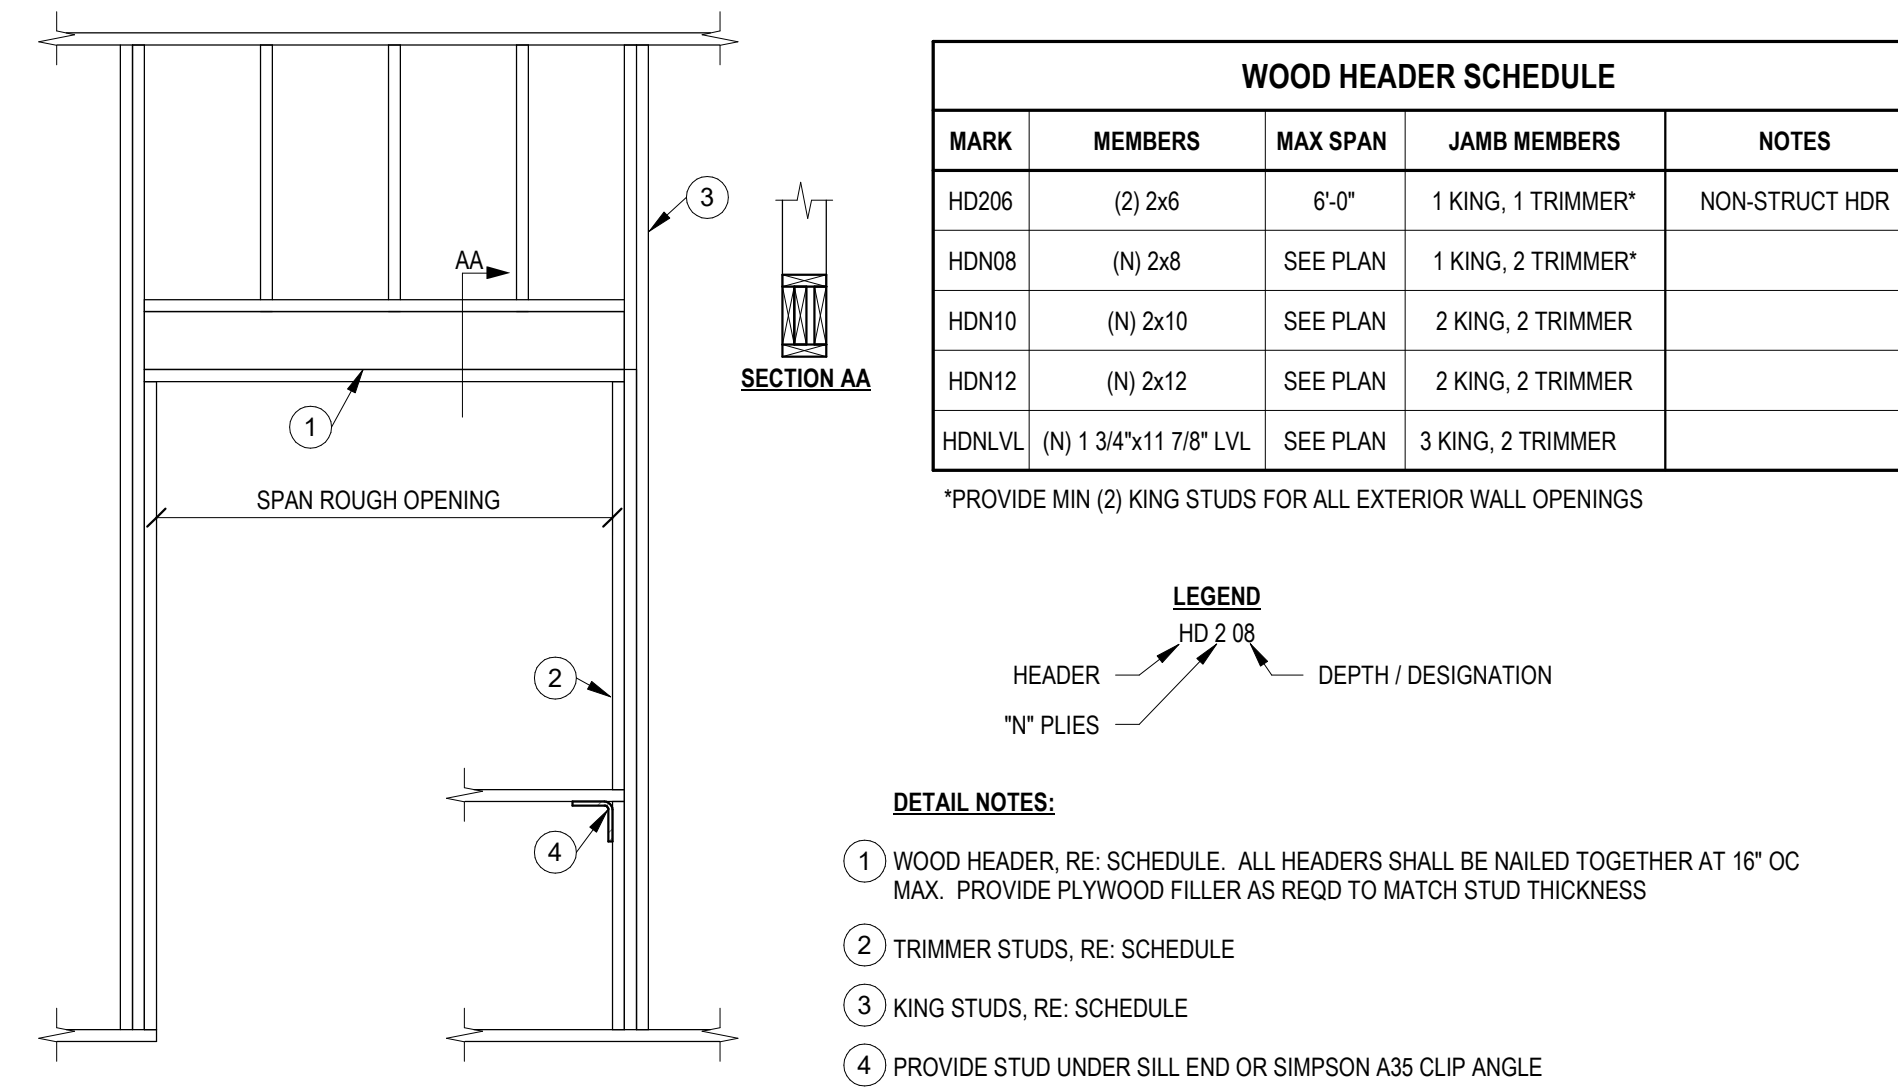 3
AA
SECTION AA
1
SPAN ROUGH OPENING
2
4
WOOD HEADER SCHEDULE
MARK MEMBERS MAX SPAN JAMB MEMBERS NOTES
HD206 (2) 2x6 6'-0" 1 KING, 1 TRIMMER* NON-STRUCT HDR
HDN08 (N) 2x8 SEE PLAN 1 KING, 2 TRIMMER*
HDN10 (N) 2x10 SEE PLAN 2 KING, 2 TRIMMER
HDN12 (N) 2x12 SEE PLAN 2 KING, 2 TRIMMER
HDNLVL (N) 1 3/4"x11 7/8" LVL SEE PLAN 3 KING, 2 TRIMMER
*PROVIDE MIN (2) KING STUDS FOR ALL EXTERIOR WALL OPENINGS
LEGEND
HD 2 08
HEADER DEPTH / DESIGNATION
"N" PLIES
DETAIL NOTES:
1 WOOD HEADER, RE: SCHEDULE. ALL HEADERS SHALL BE NAILED TOGETHER AT 16" OC
MAX. PROVIDE PLYWOOD FILLER AS REQD TO MATCH STUD THICKNESS
2 TRIMMER STUDS, RE: SCHEDULE
3 KING STUDS, RE: SCHEDULE
4 PROVIDE STUD UNDER SILL END OR SIMPSON A35 CLIP ANGLE